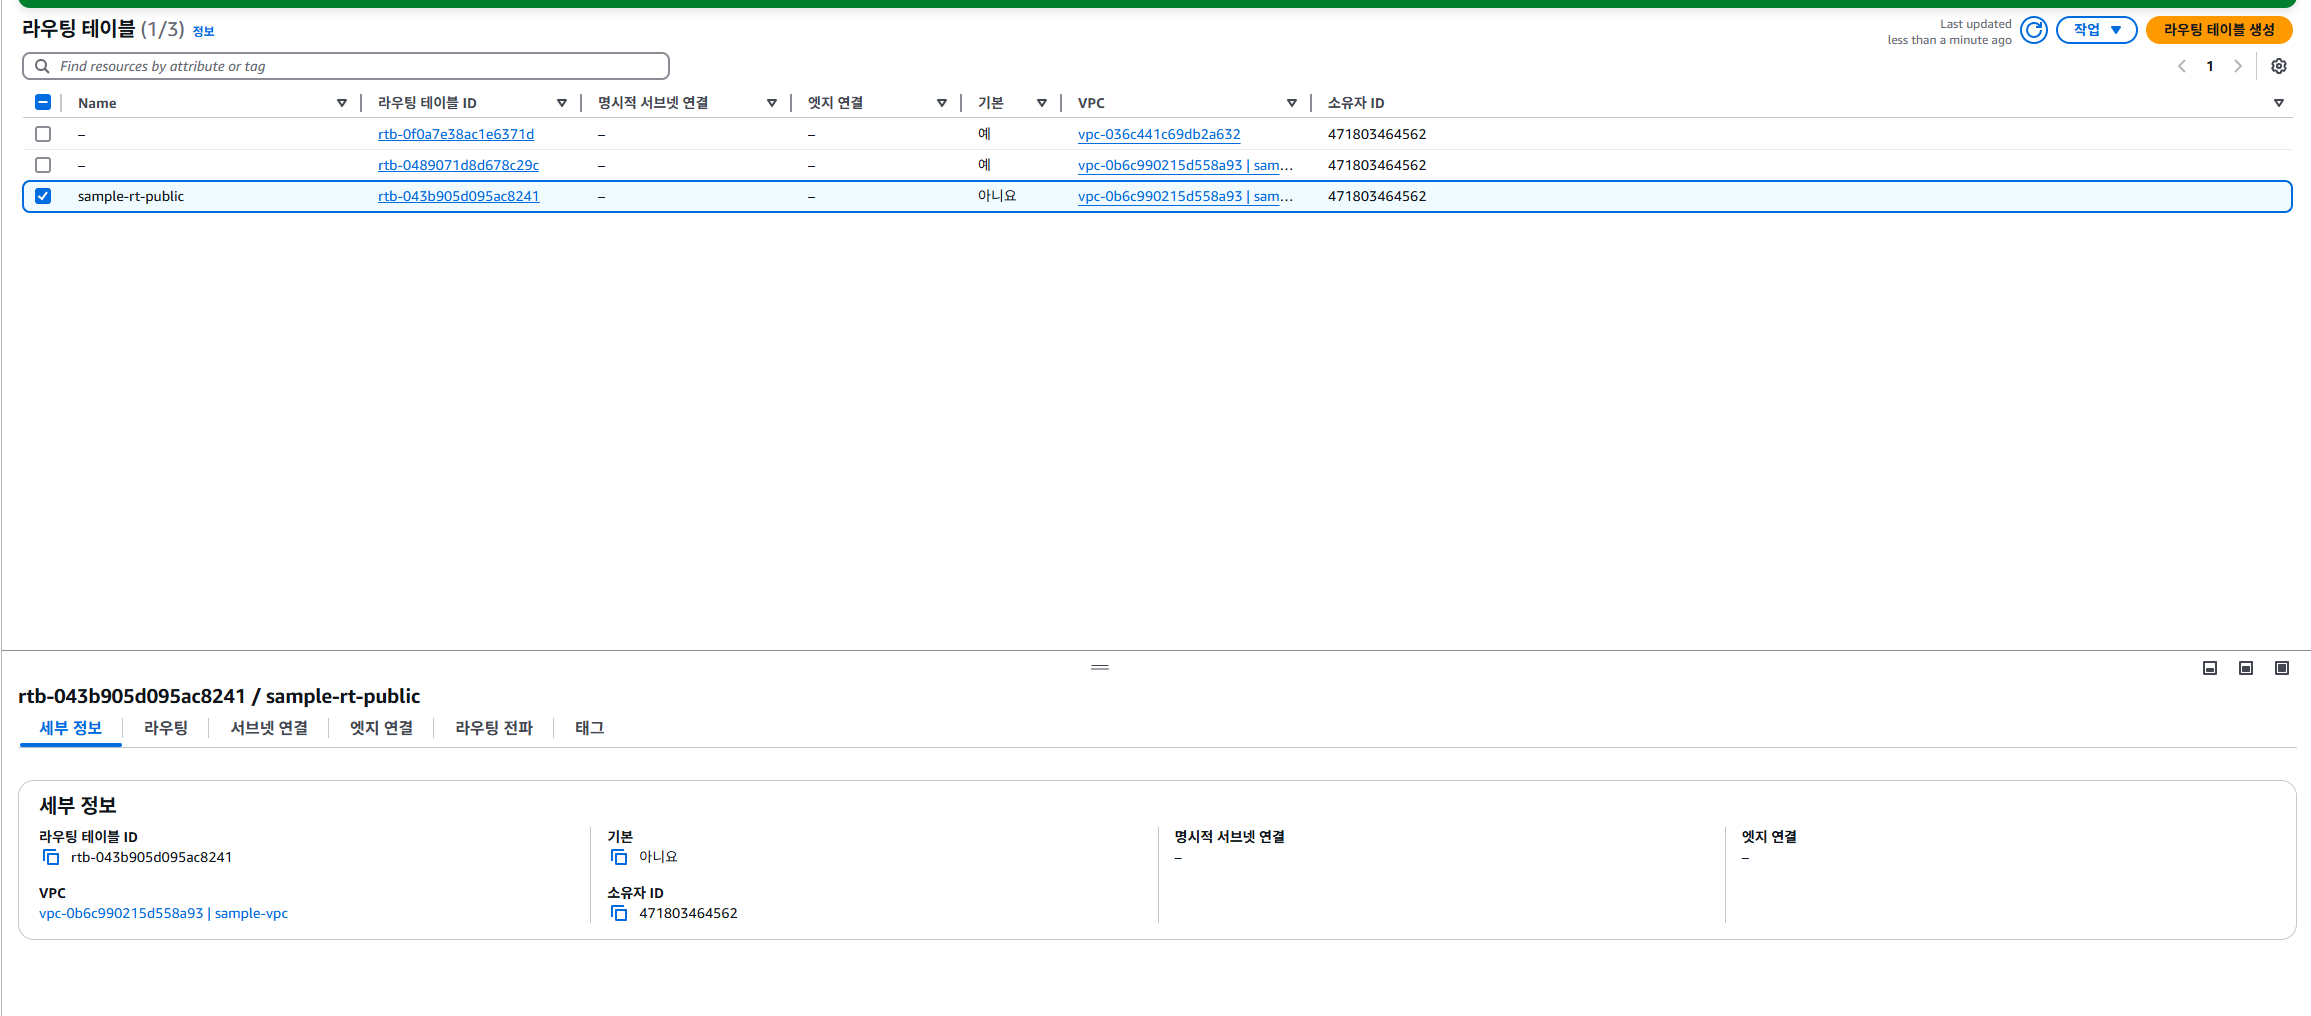 라우팅 테이블 (1/3) 정보
Last updated
less than a minute ago
작업
라우팅 테이블 생성
Find resources by attribute or tag
1
Name 라우팅 테이블 ID 명시적 서브넷 연결 엣지 연결 기본 VPC 소유자 ID
– rtb-0f0a7e38ac1e6371d – – 예 vpc-036c441c69db2a632 471803464562
– rtb-0489071d8d678c29c – – 예 vpc-0b6c990215d558a93 | sam... 471803464562
sample-rt-public rtb-043b905d095ac8241 – – 아니요 vpc-0b6c990215d558a93 | sam... 471803464562
rtb-043b905d095ac8241 / sample-rt-public
세부 정보 라우팅 서브넷 연결 엣지 연결 라우팅 전파 태그
세부 정보
라우팅 테이블 ID
rtb-043b905d095ac8241
VPC
vpc-0b6c990215d558a93 | sample-vpc
기본
아니요
소유자 ID
471803464562
명시적 서브넷 연결
–
엣지 연결
–